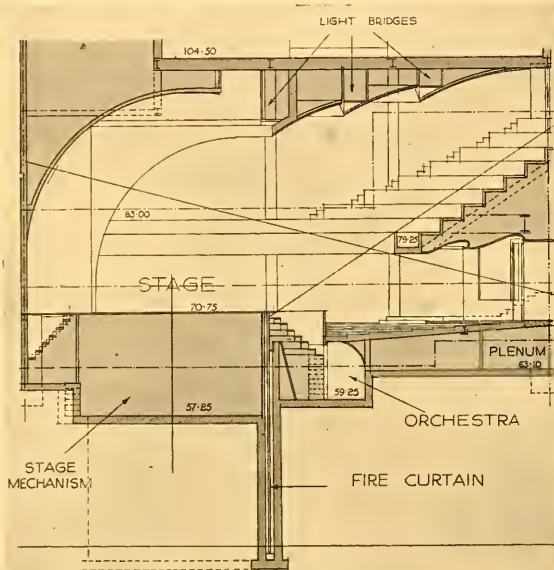 LIGHT BRIDGES
104·50
83·00
79·25
STAGE
70·75
PLENUM
63·10
57·25
59·25
ORCHESTRA
STAGE
MECHANISM
FIRE CURTAIN